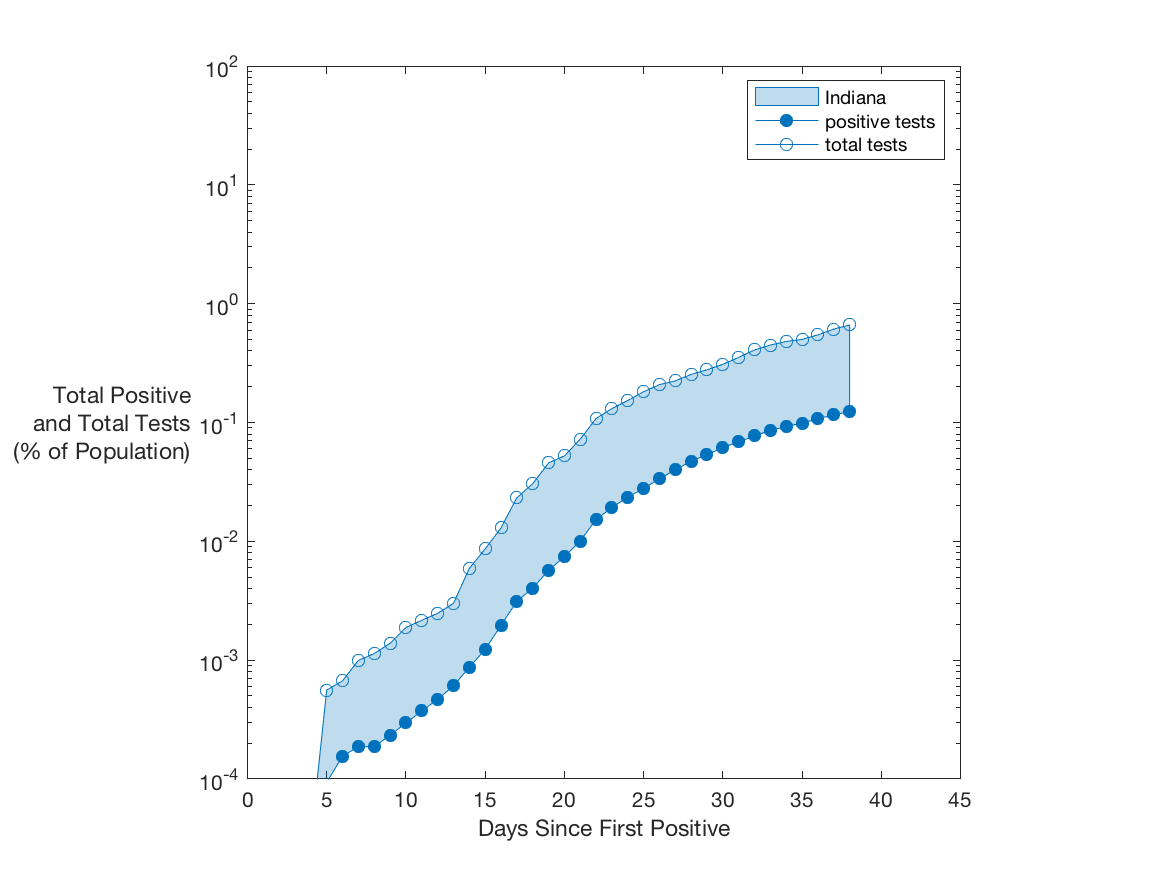 10^2
10^1
10^0
10^-1
10^-2
10^-3
10^-4
Total Positive
and Total Tests
(% of Population)
Indiana
positive tests
total tests
0 5 10 15 20 25 30 35 40 45
Days Since First Positive